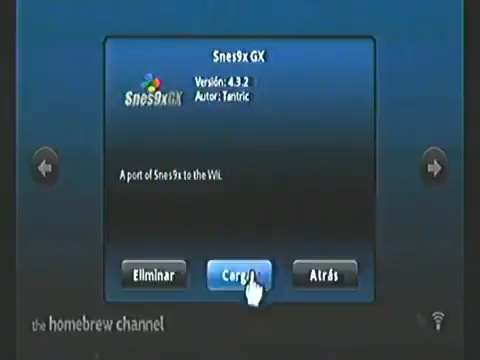 Snes9x GX
Versión: 4.3.2
Autor: Tantric
Snes9xGX
A port of Snes9x to the Wii.
Eliminar
Atrás
the homebrew channel